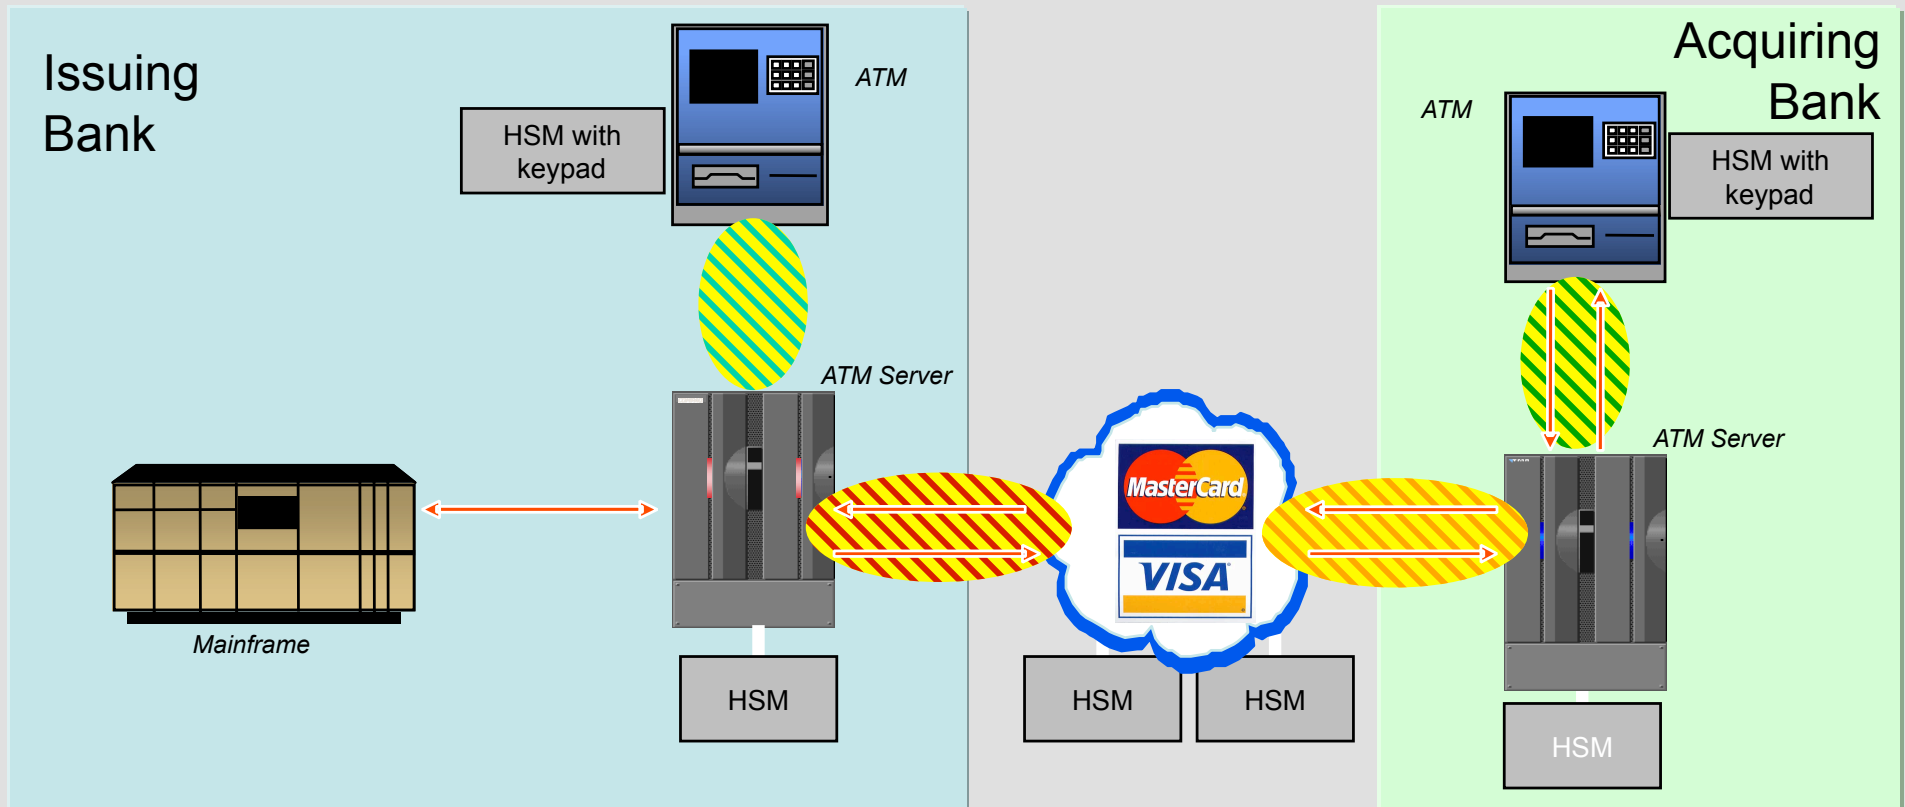 Issuing
Bank
ATM
HSM with
keypad
ATM Server
Mainframe
HSM
MasterCard
VISA
HSM
HSM
Acquiring
Bank
ATM
HSM with
keypad
ATM Server
HSM